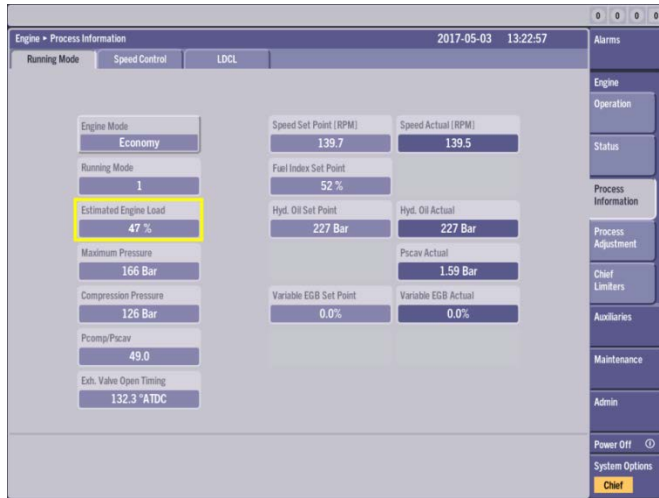 0 0 0 0
Engine ▸ Process Information 2017-05-03 13:22:57
Running Mode Speed Control LDCL
Engine Mode
Economy
Running Mode
1
Estimated Engine Load
47 %
Maximum Pressure
166 Bar
Compression Pressure
126 Bar
Pcomp/Pscav
49.0
Exh. Valve Open Timing
132.3 °ATDC
Speed Set Point [RPM]
139.7
Fuel Index Set Point
52 %
Hyd. Oil Set Point
227 Bar
Variable EGB Set Point
0.0%
Speed Actual [RPM]
139.5
Hyd. Oil Actual
227 Bar
Pscav Actual
1.59 Bar
Variable EGB Actual
0.0%
Alarms
Engine
Operation
Status
Process
Information
Process
Adjustment
Chief
Limiters
Auxiliaries
Maintenance
Admin
Power Off
System Options
Chief